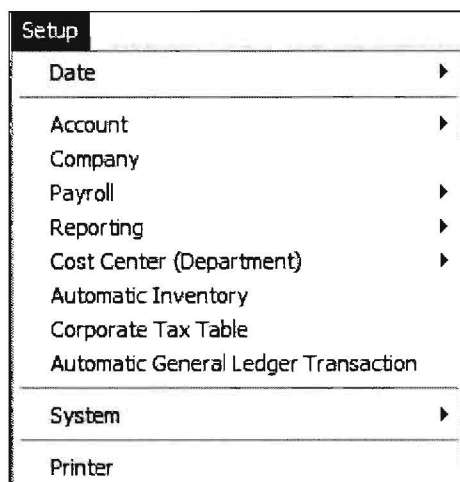 Setup
Date
Account
Company
Payroll
Reporting
Cost Center (Department)
Automatic Inventory
Corporate Tax Table
Automatic General Ledger Transaction
System
Printer